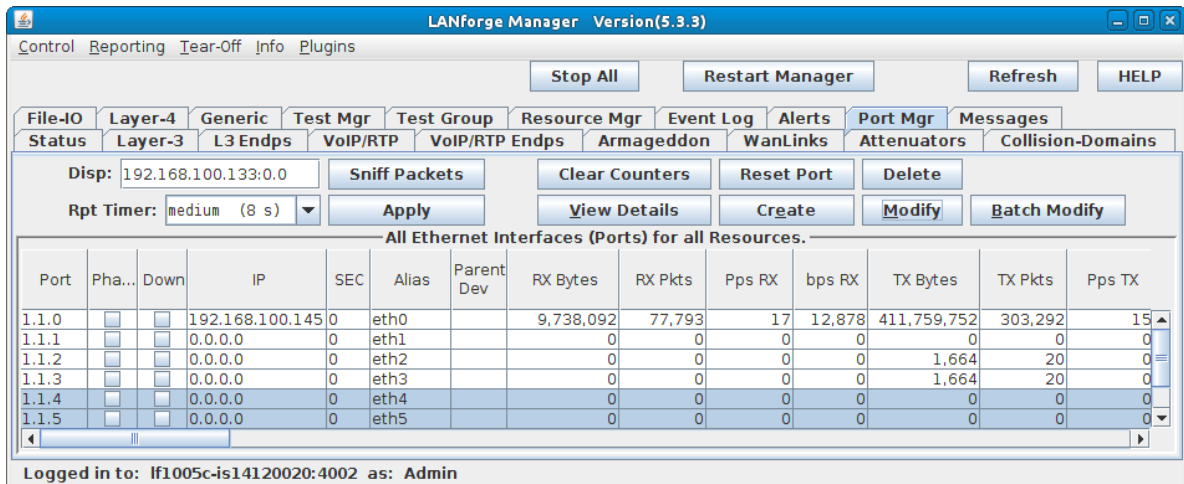 LANforge Manager Version(5.3.3)
Control Reporting Tear-Off Info Plugins
Stop All Restart Manager Refresh HELP
File-IO Layer-4 Generic Test Mgr Test Group Resource Mgr Event Log Alerts Port Mgr Messages
Status Layer-3 L3 Endps VoIP/RTP VoIP/RTP Endps Armageddon WanLinks Attenuators Collision-Domains
Disp: 192.168.100.133:0.0 Sniff Packets Clear Counters Reset Port Delete
Rpt Timer: medium (8 s) Apply View Details Create Modify Batch Modify
All Ethernet Interfaces (Ports) for all Resources.
Port Pha... Down IP SEC Alias Parent Dev RX Bytes RX Pkts Pps RX bps RX TX Bytes TX Pkts Pps TX
1.1.0 192.168.100.145 0 eth0 9,738,092 77,793 17 12,878 411,759,752 303,292 15
1.1.1 0.0.0.0 0 eth1 0 0 0 0 0 0 0
1.1.2 0.0.0.0 0 eth2 0 0 0 0 1,664 20 0
1.1.3 0.0.0.0 0 eth3 0 0 0 0 1,664 20 0
1.1.4 0.0.0.0 0 eth4 0 0 0 0 0 0 0
1.1.5 0.0.0.0 0 eth5 0 0 0 0 0 0 0
Logged in to: lf1005c-is14120020:4002 as: Admin